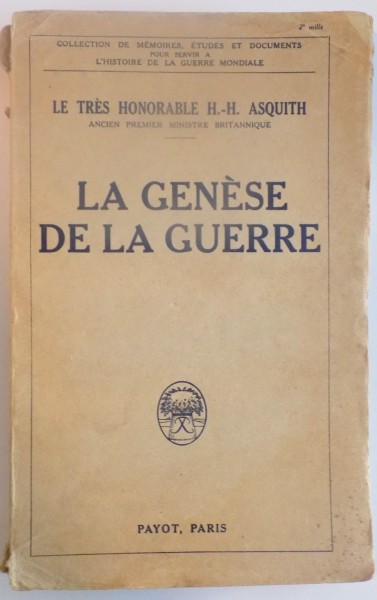 2e mille
COLLECTION DE MÉMOIRES, ÉTUDES ET DOCUMENTS
POUR SERVIR A
L'HISTOIRE DE LA GUERRE MONDIALE
LE TRÈS HONORABLE H.-H. ASQUITH
ANCIEN PREMIER MINISTRE BRITANNIQUE
LA GENÈSE
DE LA GUERRE
PAYOT, PARIS